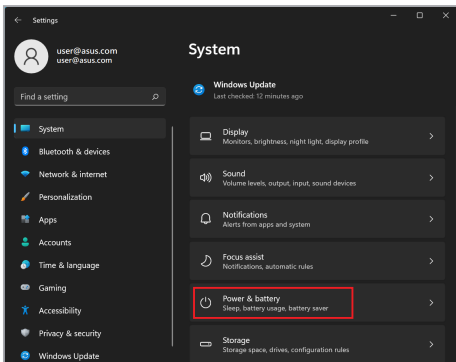 Settings
user@asus.com
user@asus.com
Find a setting
System
Bluetooth & devices
Network & internet
Personalization
Apps
Accounts
Time & language
Gaming
Accessibility
Privacy & security
Windows Update
System
Windows Update
Last checked: 12 minutes ago
Display
Monitors, brightness, night light, display profile
Sound
Volume levels, output, input, sound devices
Notifications
Alerts from apps and system
Focus assist
Notifications, automatic rules
Power & battery
Sleep, battery usage, battery saver
Storage
Storage space, drives, configuration rules